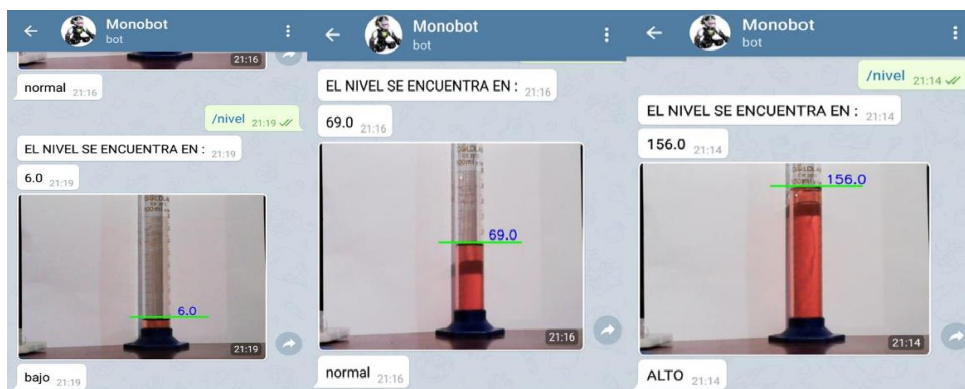 Monobot
bot
21:16
normal 21:16
/nivel 21:19
EL NIVEL SE ENCUENTRA EN : 21:19
6.0 21:19
6.0
21:19
bajo 21:19
Monobot
bot
EL NIVEL SE ENCUENTRA EN : 21:16
69.0 21:16
69.0
21:16
normal 21:16
Monobot
bot
/nivel 21:14
EL NIVEL SE ENCUENTRA EN : 21:14
156.0 21:14
156.0
21:14
ALTO 21:14